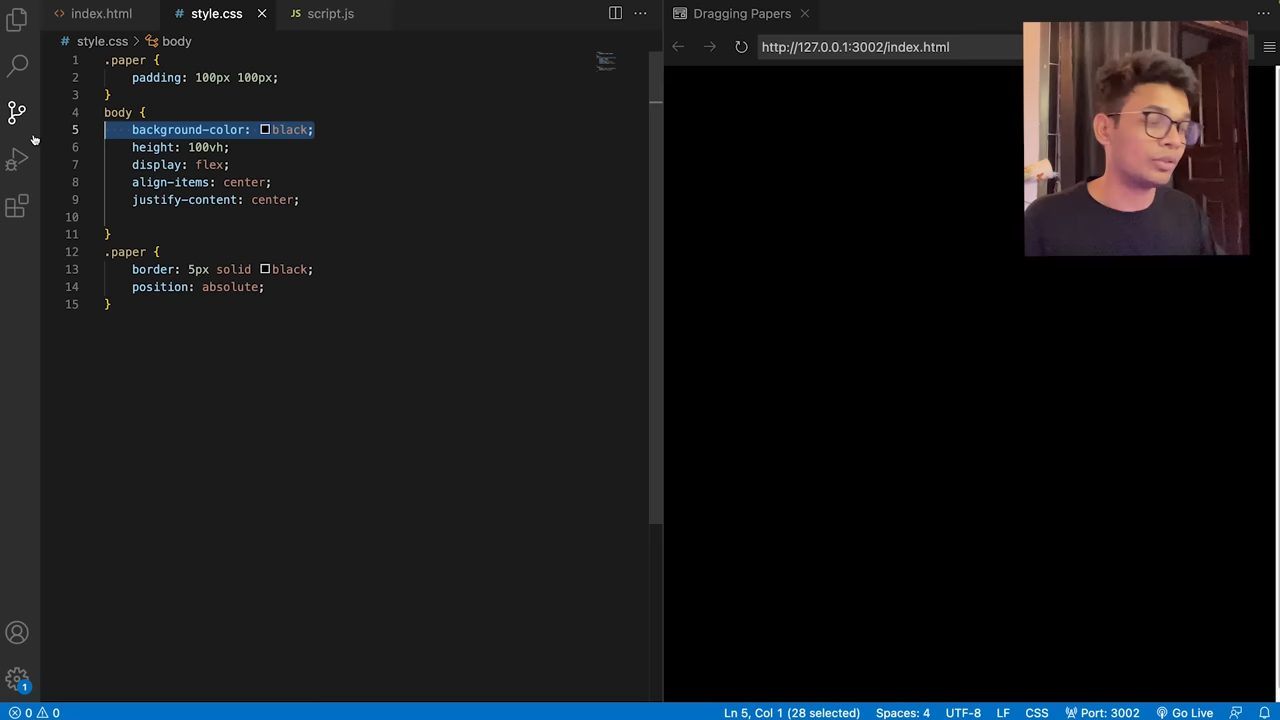 index.html
style.css
script.js
style.css > body
1 .paper {
2 padding: 100px 100px;
3 }
4 body {
5 background-color: black;
6 height: 100vh;
7 display: flex;
8 align-items: center;
9 justify-content: center;
10
11 }
12 .paper {
13 border: 5px solid black;
14 position: absolute;
15 }
Dragging Papers
http://127.0.0.1:3002/index.html
1
0 0
Ln 5, Col 1 (28 selected)
Spaces: 4
UTF-8
LF
CSS
Port: 3002
Go Live